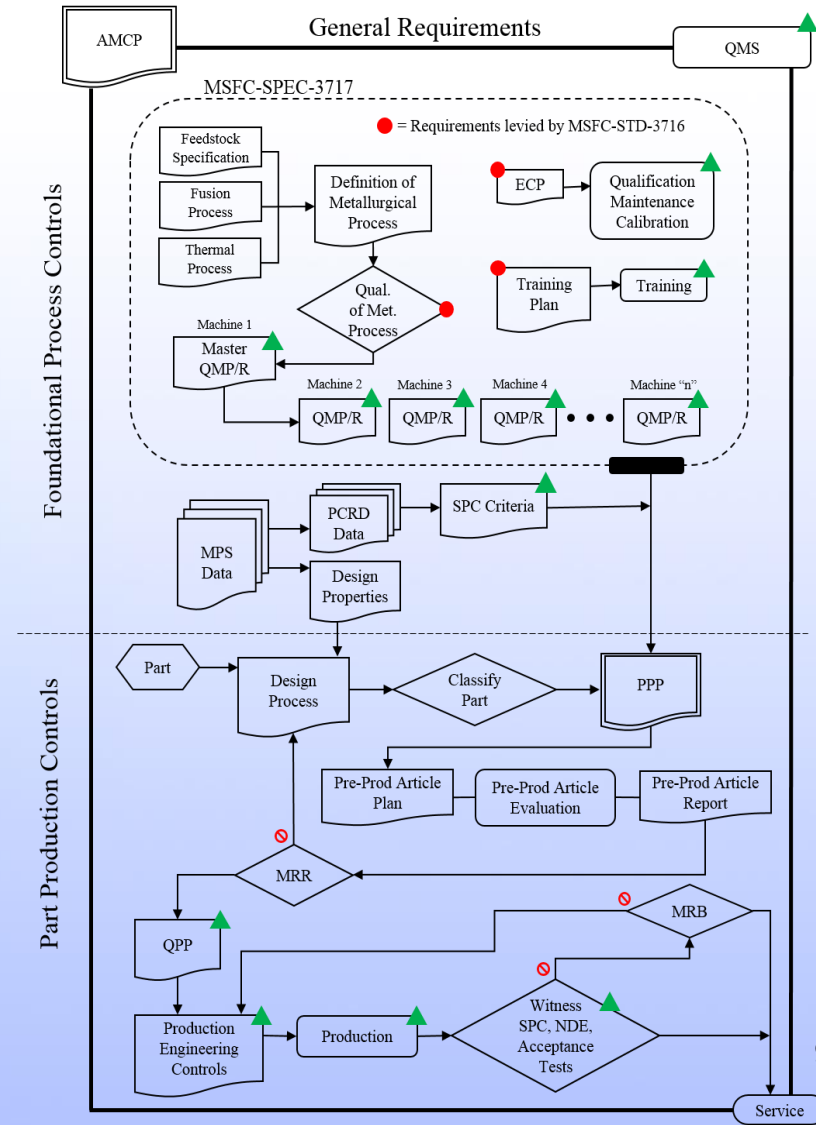 General Requirements
AMCP
QMS
MSFC-SPEC-3717
= Requirements levied by MSFC-STD-3716
Foundational Process Controls
Feedstock
Specification
Fusion
Process
Thermal
Process
Definition of
Metallurgical
Process
ECP
Qualification
Maintenance
Calibration
Training
Plan
Training
Qual.
of Met.
Process
Machine 1
Master
QMP/R
Machine 2
QMP/R
Machine 3
QMP/R
Machine 4
QMP/R
Machine “n”
QMP/R
MPS
Data
PCRD
Data
SPC Criteria
Design
Properties
Part Production Controls
Part
Design
Process
Classify
Part
PPP
Pre-Prod Article
Plan
Pre-Prod Article
Evaluation
Pre-Prod Article
Report
MRR
QPP
MRB
Production
Engineering
Controls
Production
Witness
SPC, NDE,
Acceptance
Tests
Service